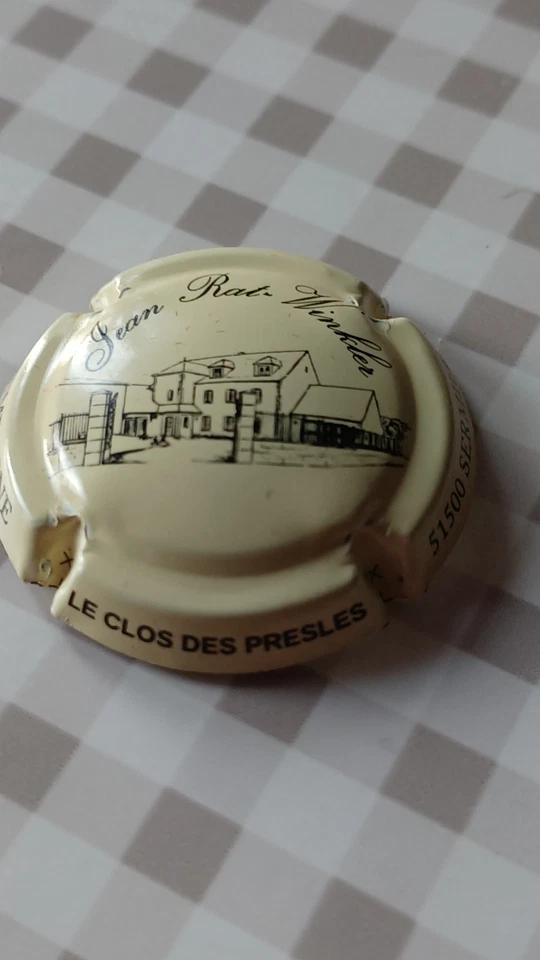 Jean Rat-Winkler
LE CLOS DES PRESLES
51500